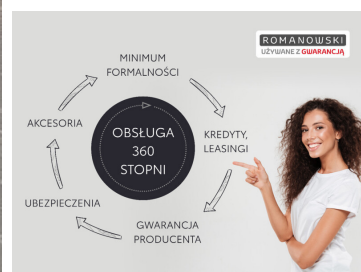 ROMANOWSKI
UŻYWANE Z GWARANCJĄ
MINIMUM
FORMALNOŚCI
AKCESORIA
OBSŁUGA
360
STOPNI
KREDYTY,
LEASINGI
UBEZPIECZENIA
GWARANCJA
PRODUCENTA